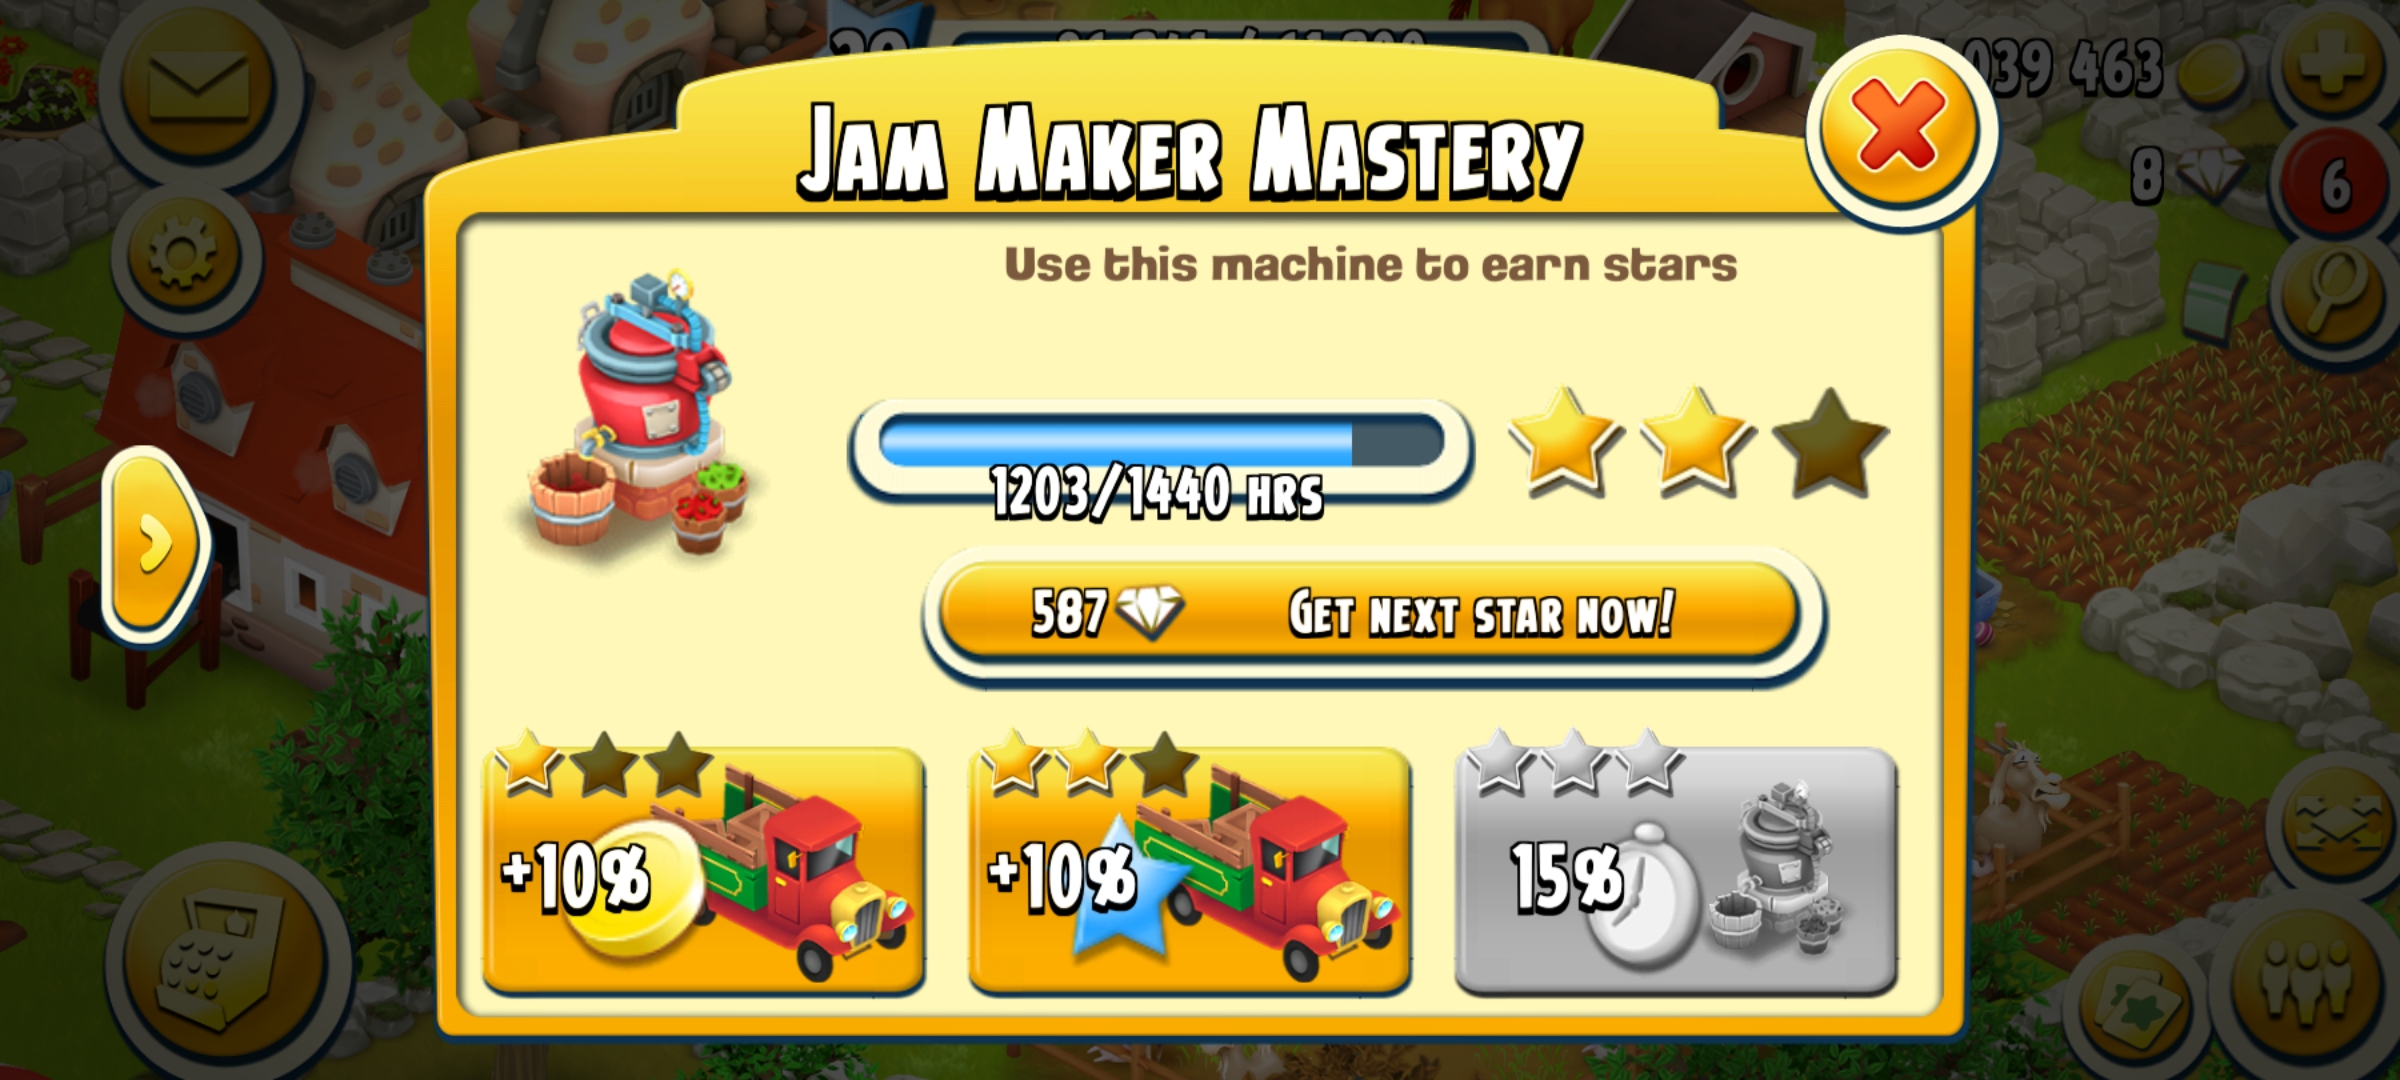 039 463
8
6
JAM MAKER MASTERY
Use this machine to earn stars
1203/1440 HRS
587 GET NEXT STAR NOW!
+10%
+10%
15%